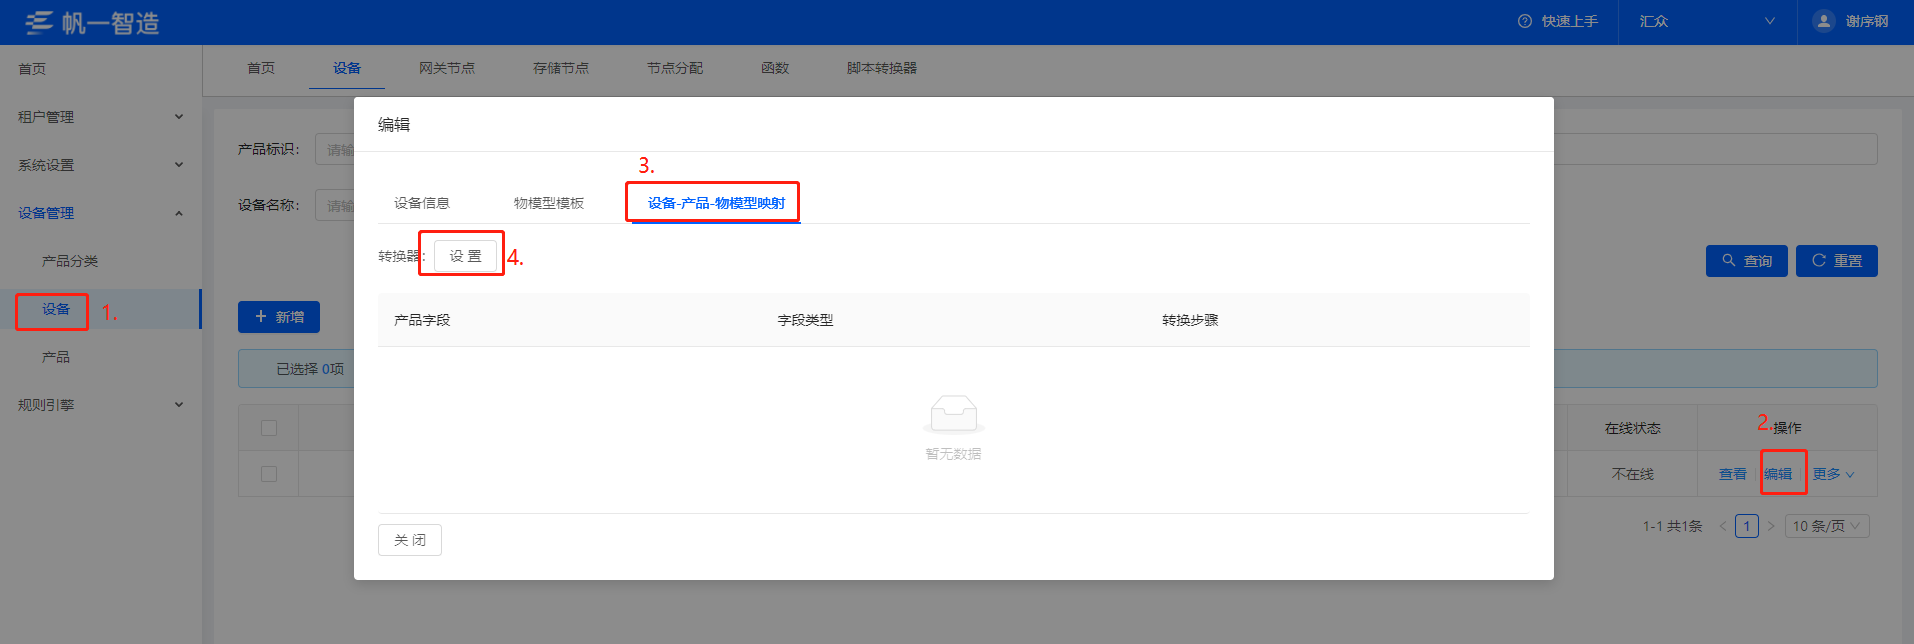 帆一智造
快速上手
汇众
谢序钢
首页
租户管理
系统设置
设备管理
产品分类
设备
1.
产品
规则引擎
首页
设备
网关节点
存储节点
节点分配
函数
脚本转换器
产品标识:
请输
设备名称:
请输
查询
重置
新增
已选择 0项
在线状态
2.
操作
不在线
查看
编辑
更多
1-1 共1条
1
10 条/页
编辑
3.
设备信息
物模型模板
设备-产品-物模型映射
转换器:
设 置
4.
产品字段
字段类型
转换步骤
暂无数据
关 闭